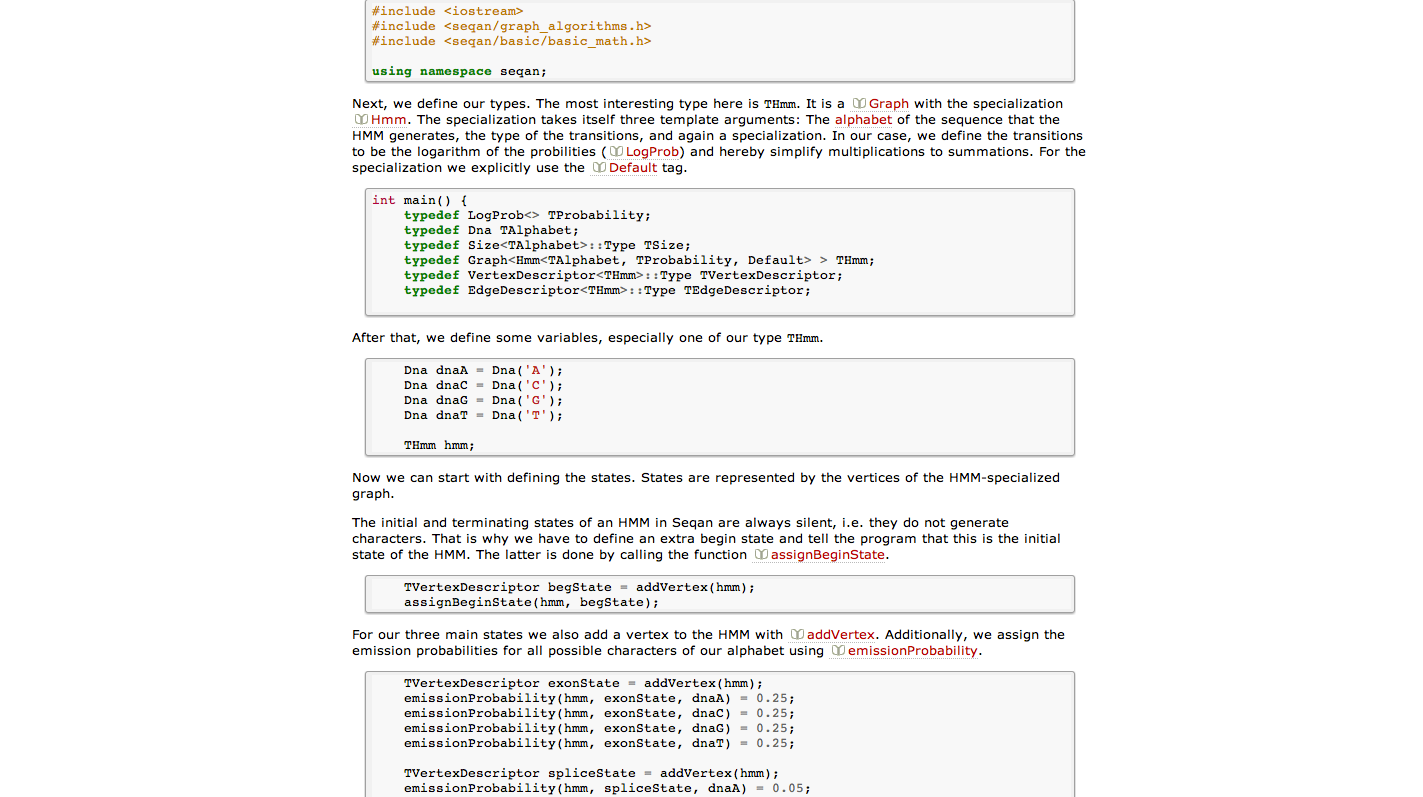 #include <iostream>
#include <seqan/graph_algorithms.h>
#include <seqan/basic/basic_math.h>
using namespace seqan;
Next, we define our types. The most interesting type here is THmm. It is a Graph with the specialization
Hmm. The specialization takes itself three template arguments: The alphabet of the sequence that the
HMM generates, the type of the transitions, and again a specialization. In our case, we define the transitions
to be the logarithm of the probilities ( LogProb) and hereby simplify multiplications to summations. For the
specialization we explicitly use the Default tag.
int main() {
    typedef LogProb<> TProbability;
    typedef Dna TAlphabet;
    typedef Size<TAlphabet>::Type TSize;
    typedef Graph<Hmm<TAlphabet, TProbability, Default> > THmm;
    typedef VertexDescriptor<THmm>::Type TVertexDescriptor;
    typedef EdgeDescriptor<THmm>::Type TEdgeDescriptor;
After that, we define some variables, especially one of our type THmm.
    Dna dnaA = Dna('A');
    Dna dnaC = Dna('C');
    Dna dnaG = Dna('G');
    Dna dnaT = Dna('T');
    THmm hmm;
Now we can start with defining the states. States are represented by the vertices of the HMM-specialized
graph.
The initial and terminating states of an HMM in Seqan are always silent, i.e. they do not generate
characters. That is why we have to define an extra begin state and tell the program that this is the initial
state of the HMM. The latter is done by calling the function assignBeginState.
    TVertexDescriptor begState = addVertex(hmm);
    assignBeginState(hmm, begState);
For our three main states we also add a vertex to the HMM with addVertex. Additionally, we assign the
emission probabilities for all possible characters of our alphabet using emissionProbability.
    TVertexDescriptor exonState = addVertex(hmm);
    emissionProbability(hmm, exonState, dnaA) = 0.25;
    emissionProbability(hmm, exonState, dnaC) = 0.25;
    emissionProbability(hmm, exonState, dnaG) = 0.25;
    emissionProbability(hmm, exonState, dnaT) = 0.25;
    TVertexDescriptor spliceState = addVertex(hmm);
    emissionProbability(hmm, spliceState, dnaA) = 0.05;